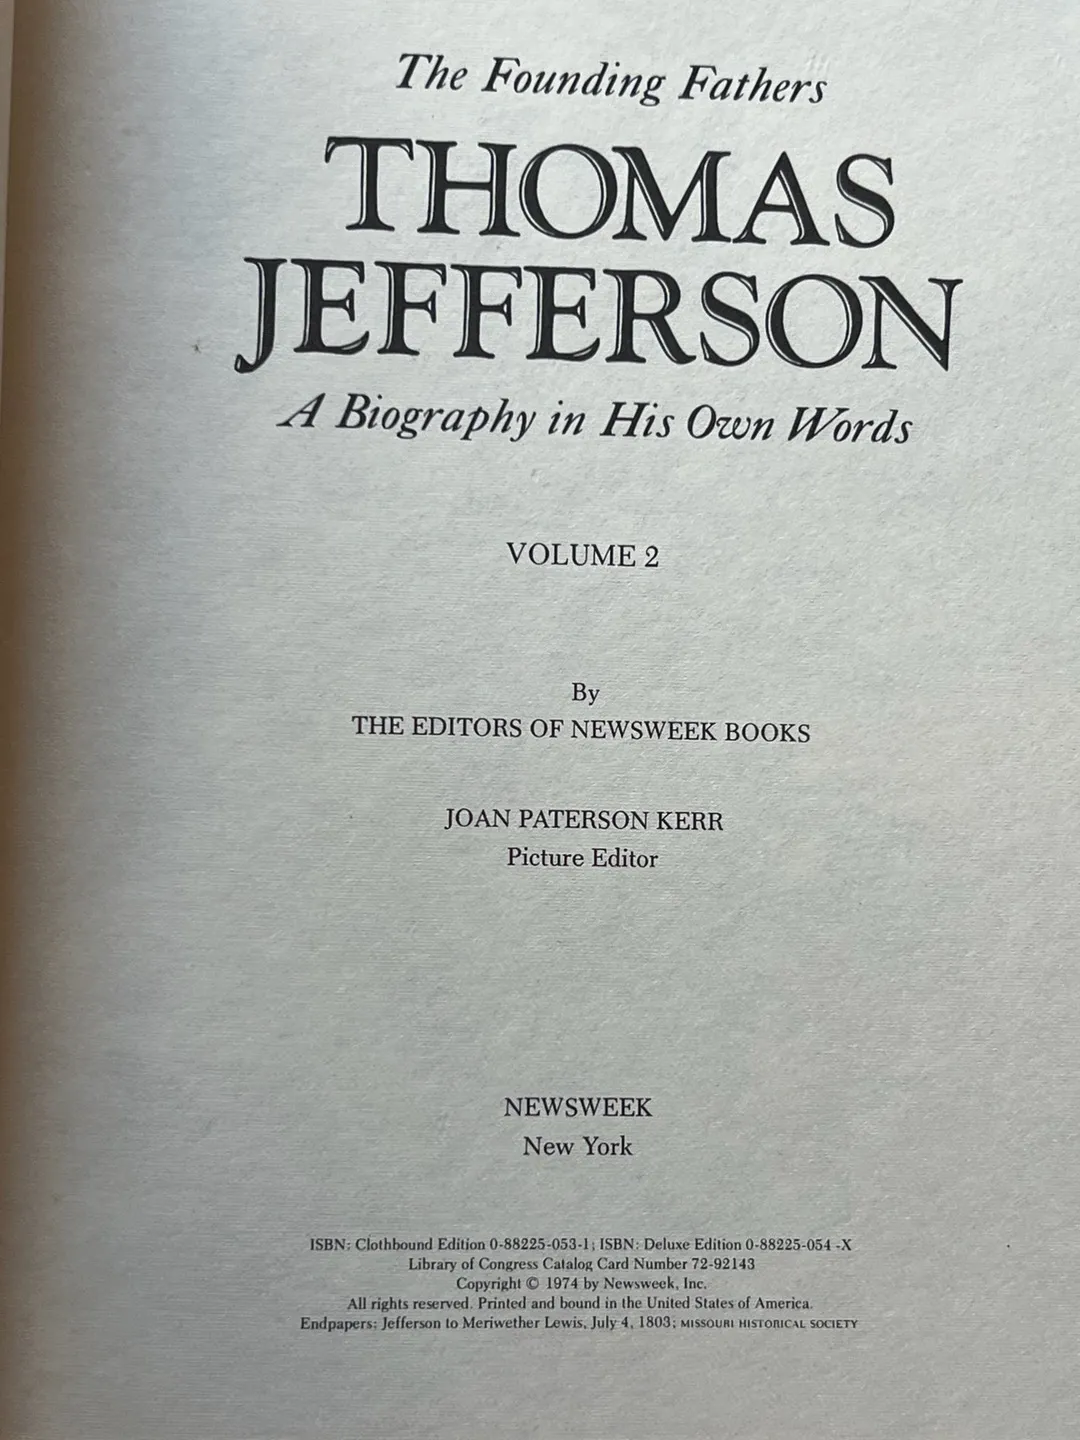 The Founding Fathers
THOMAS
JEFFERSON
A Biography in His Own Words
VOLUME 2
By
THE EDITORS OF NEWSWEEK BOOKS
JOAN PATERSON KERR
Picture Editor
NEWSWEEK
New York
ISBN: Clothbound Edition 0-88225-053-1; ISBN: Deluxe Edition 0-88225-054 -X
Library of Congress Catalog Card Number 72-92143
Copyright © 1974 by Newsweek, Inc.
All rights reserved. Printed and bound in the United States of America.
Endpapers: Jefferson to Meriwether Lewis, July 4, 1803; MISSOURI HISTORICAL SOCIETY